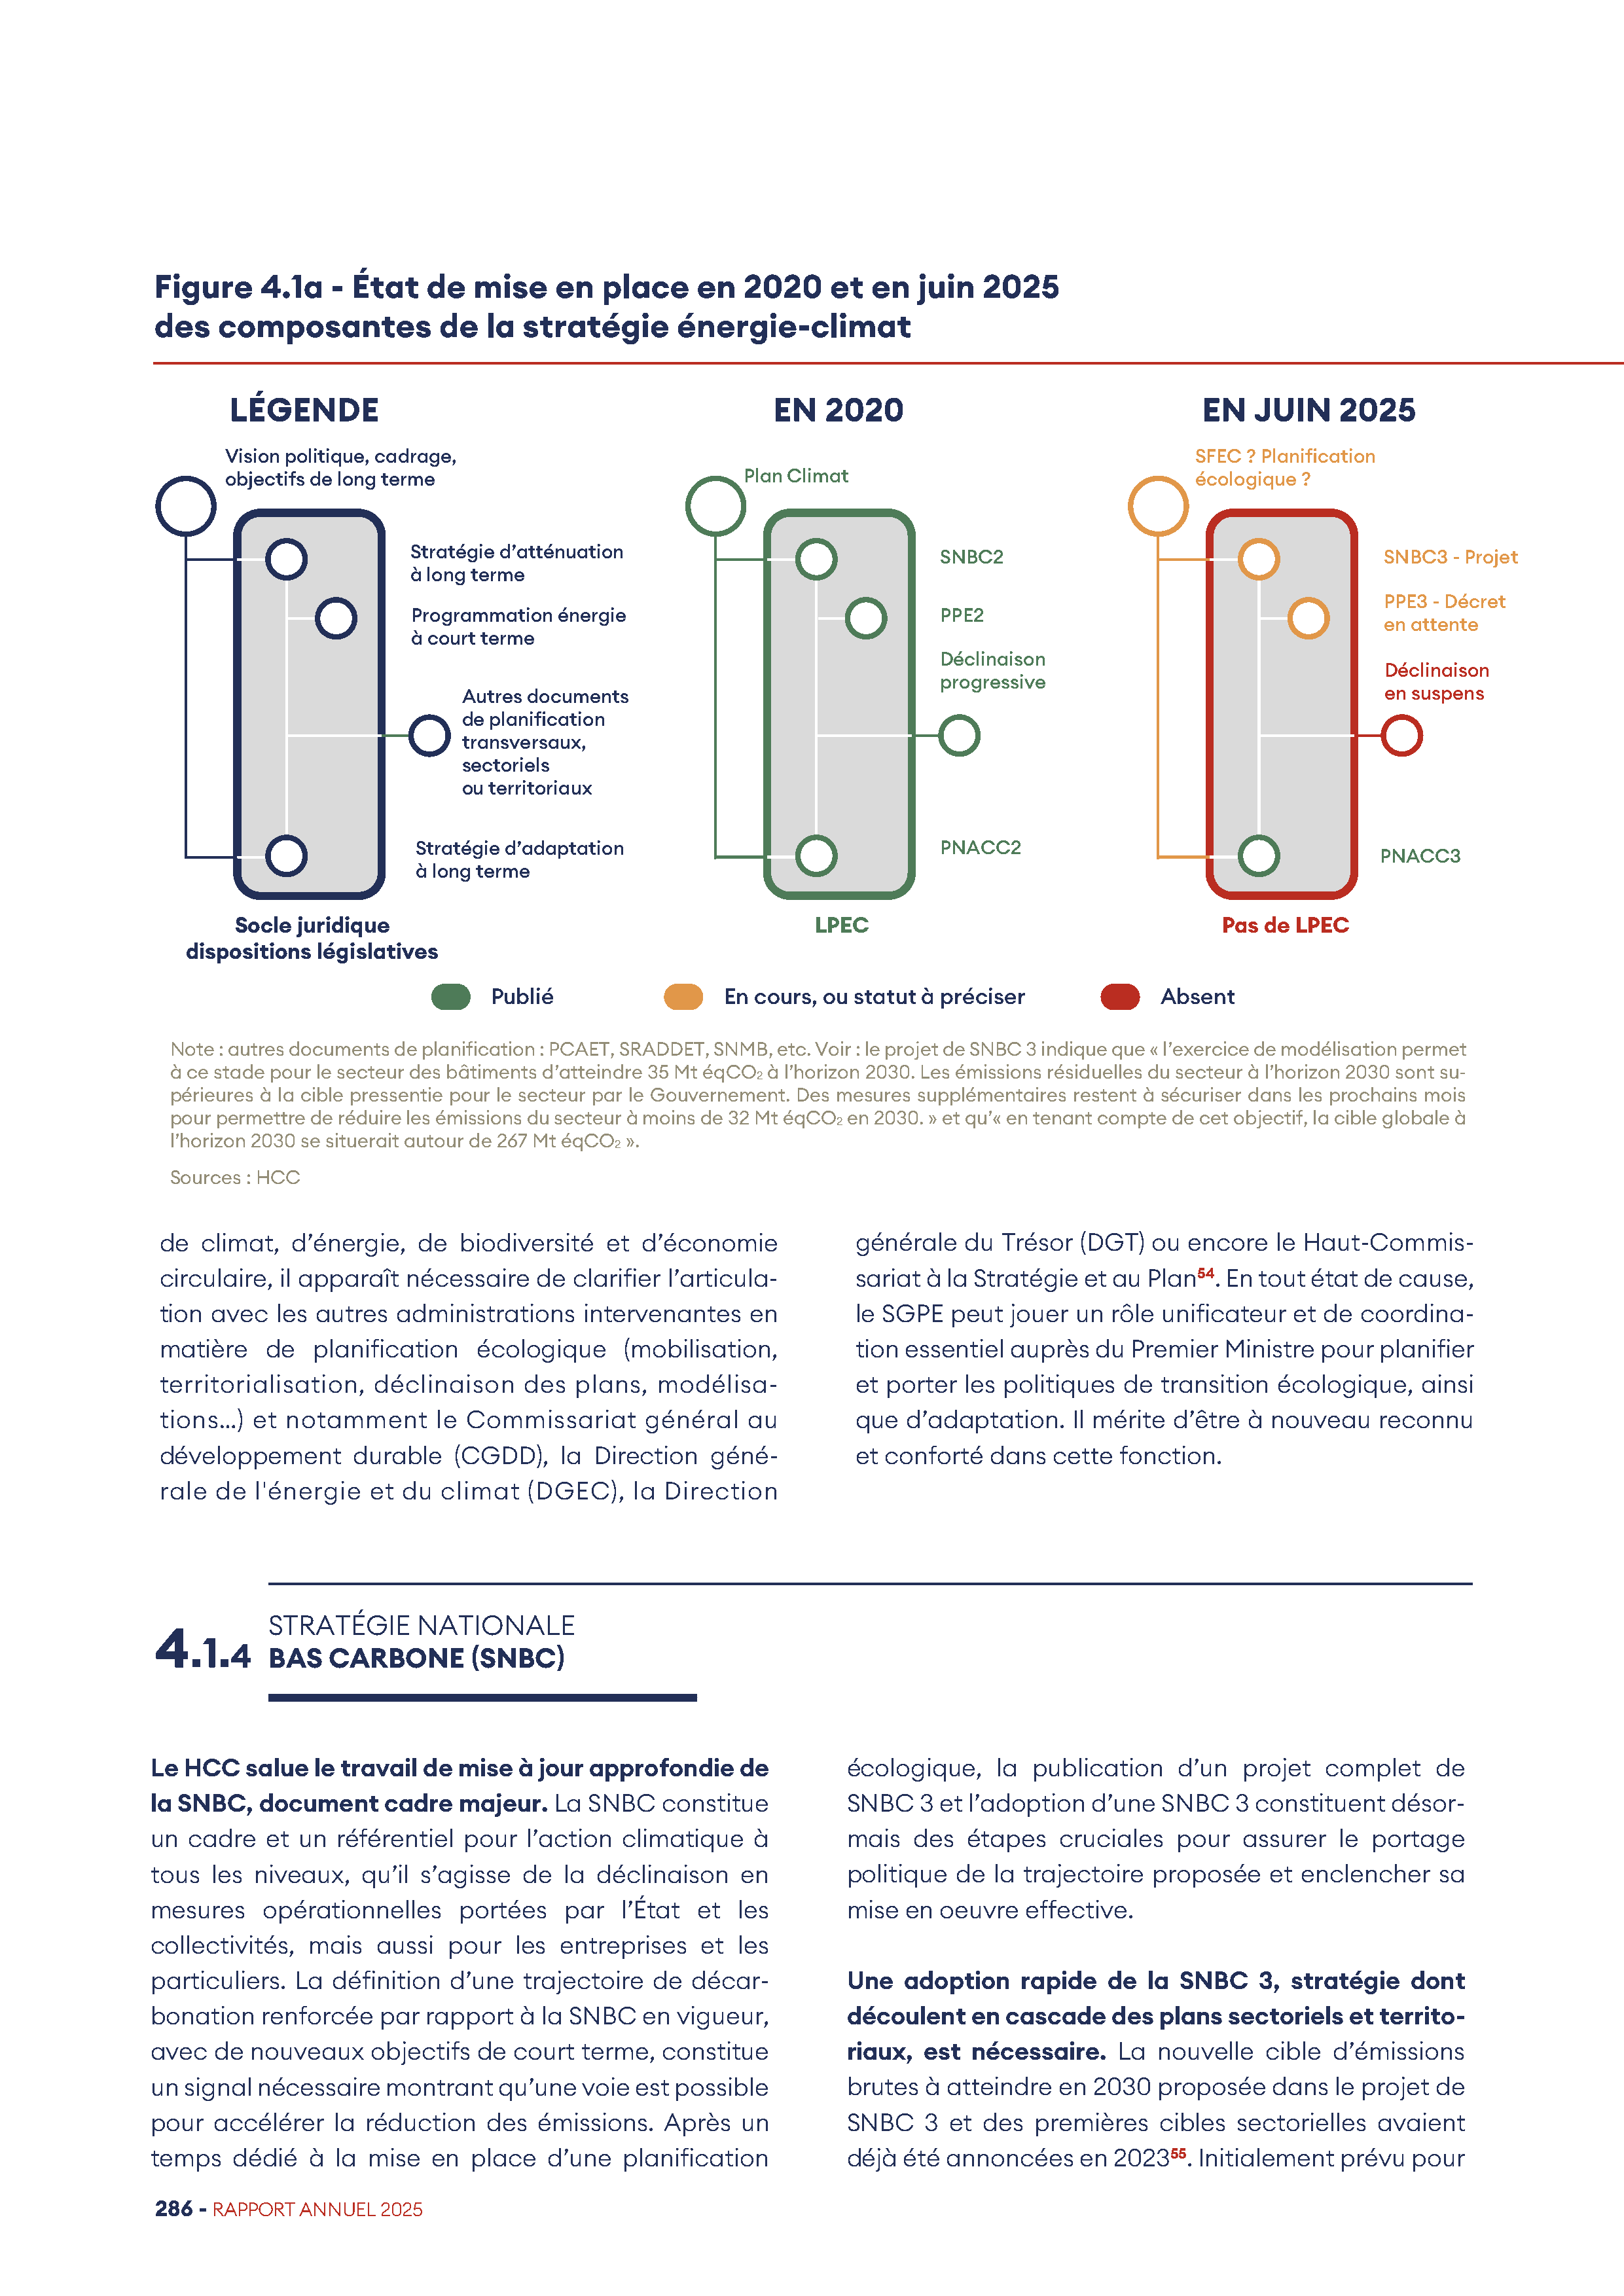 Figure 4.1a - État de mise en place en 2020 et en juin 2025
des composantes de la stratégie énergie-climat
LÉGENDE
Vision politique, cadrage,
objectifs de long terme
Stratégie d’atténuation
à long terme
Programmation énergie
à court terme
Autres documents
de planification
transversaux,
sectoriels
ou territoriaux
Stratégie d’adaptation
à long terme
Socle juridique
dispositions législatives
EN 2020
Plan Climat
SNBC2
PPE2
Déclinaison
progressive
PNACC2
LPEC
EN JUIN 2025
SFEC ? Planification
écologique ?
SNBC3 - Projet
PPE3 - Décret
en attente
Déclinaison
en suspens
PNACC3
Pas de LPEC
Publié
En cours, ou statut à préciser
Absent
Note : autres documents de planification : PCAET, SRADDET, SNMB, etc. Voir : le projet de SNBC 3 indique que « l’exercice de modélisation permet
à ce stade pour le secteur des bâtiments d’atteindre 35 Mt éqCO₂ à l’horizon 2030. Les émissions résiduelles du secteur à l’horizon 2030 sont su-
périeures à la cible pressentie pour le secteur par le Gouvernement. Des mesures supplémentaires restent à sécuriser dans les prochains mois
pour permettre de réduire les émissions du secteur à moins de 32 Mt éqCO₂ en 2030. » et qu’« en tenant compte de cet objectif, la cible globale à
l’horizon 2030 se situerait autour de 267 Mt éqCO₂ ».
Sources : HCC
de climat, d’énergie, de biodiversité et d’économie
circulaire, il apparaît nécessaire de clarifier l’articula-
tion avec les autres administrations intervenantes en
matière de planification écologique (mobilisation,
territorialisation, déclinaison des plans, modélisa-
tions…) et notamment le Commissariat général au
développement durable (CGDD), la Direction géné-
rale de l'énergie et du climat (DGEC), la Direction
générale du Trésor (DGT) ou encore le Haut-Commis-
sariat à la Stratégie et au Plan⁵⁴. En tout état de cause,
le SGPE peut jouer un rôle unificateur et de coordina-
tion essentiel auprès du Premier Ministre pour planifier
et porter les politiques de transition écologique, ainsi
que d’adaptation. Il mérite d’être à nouveau reconnu
et conforté dans cette fonction.
4.1.4
STRATÉGIE NATIONALE
BAS CARBONE (SNBC)
Le HCC salue le travail de mise à jour approfondie de
la SNBC, document cadre majeur. La SNBC constitue
un cadre et un référentiel pour l’action climatique à
tous les niveaux, qu’il s’agisse de la déclinaison en
mesures opérationnelles portées par l’État et les
collectivités, mais aussi pour les entreprises et les
particuliers. La définition d’une trajectoire de décar-
bonation renforcée par rapport à la SNBC en vigueur,
avec de nouveaux objectifs de court terme, constitue
un signal nécessaire montrant qu’une voie est possible
pour accélérer la réduction des émissions. Après un
temps dédié à la mise en place d’une planification
écologique, la publication d’un projet complet de
SNBC 3 et l’adoption d’une SNBC 3 constituent désor-
mais des étapes cruciales pour assurer le portage
politique de la trajectoire proposée et enclencher sa
mise en oeuvre effective.
Une adoption rapide de la SNBC 3, stratégie dont
découlent en cascade des plans sectoriels et territo-
riaux, est nécessaire. La nouvelle cible d’émissions
brutes à atteindre en 2030 proposée dans le projet de
SNBC 3 et des premières cibles sectorielles avaient
déjà été annoncées en 2023⁵⁵. Initialement prévu pour
286 - RAPPORT ANNUEL 2025